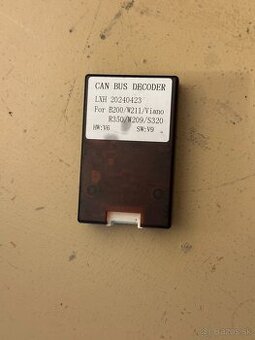 CAN BUS DECODER
LXH 20240423
For B200/W211/Viano
R350/W209/S320
HW:V6 SW:V9